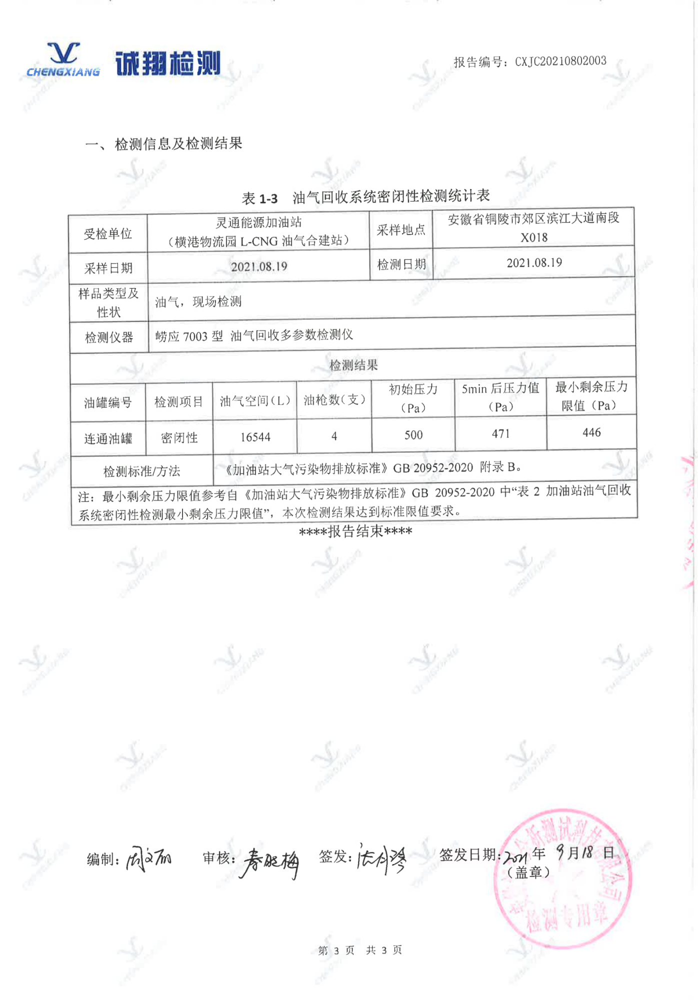 CHENGXIANG 诚翔检测
报告编号：CXJC20210802003
一、检测信息及检测结果
表 1-3 油气回收系统密闭性检测统计表
受检单位
灵通能源加油站
（横港物流园 L-CNG 油气合建站）
采样地点
安徽省铜陵市郊区滨江大道南段
X018
采样日期 2021.08.19 检测日期 2021.08.19
样品类型及
性状
油气，现场检测
检测仪器 崂应 7003 型 油气回收多参数检测仪
检测结果
油罐编号 检测项目 油气空间（L） 油枪数（支）
初始压力
（Pa）
5min 后压力值
（Pa）
最小剩余压力
限值（Pa）
连通油罐 密闭性 16544 4 500 471 446
检测标准/方法 《加油站大气污染物排放标准》GB 20952-2020 附录 B。
注：最小剩余压力限值参考自《加油站大气污染物排放标准》GB 20952-2020 中“表 2 加油站油气回收
系统密闭性检测最小剩余压力限值”，本次检测结果达到标准限值要求。
****报告结束****
编制：周文丽 审核： 签发： 签发日期：2021 年 9 月 18 日
（盖章）
分析测试科技有限公司
检测专用章
第 3 页 共 3 页